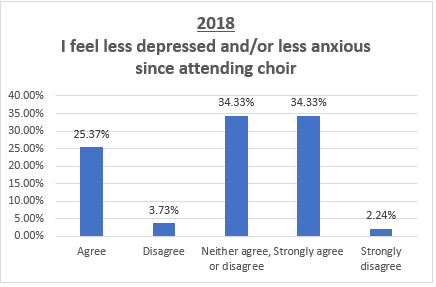 2018
I feel less depressed and/or less anxious
since attending choir
40.00%
35.00%
30.00%
25.00%
20.00%
15.00%
10.00%
5.00%
0.00%
25.37%
3.73%
34.33%
34.33%
2.24%
Agree
Disagree
Neither agree,
or disagree
Strongly agree
Strongly
disagree